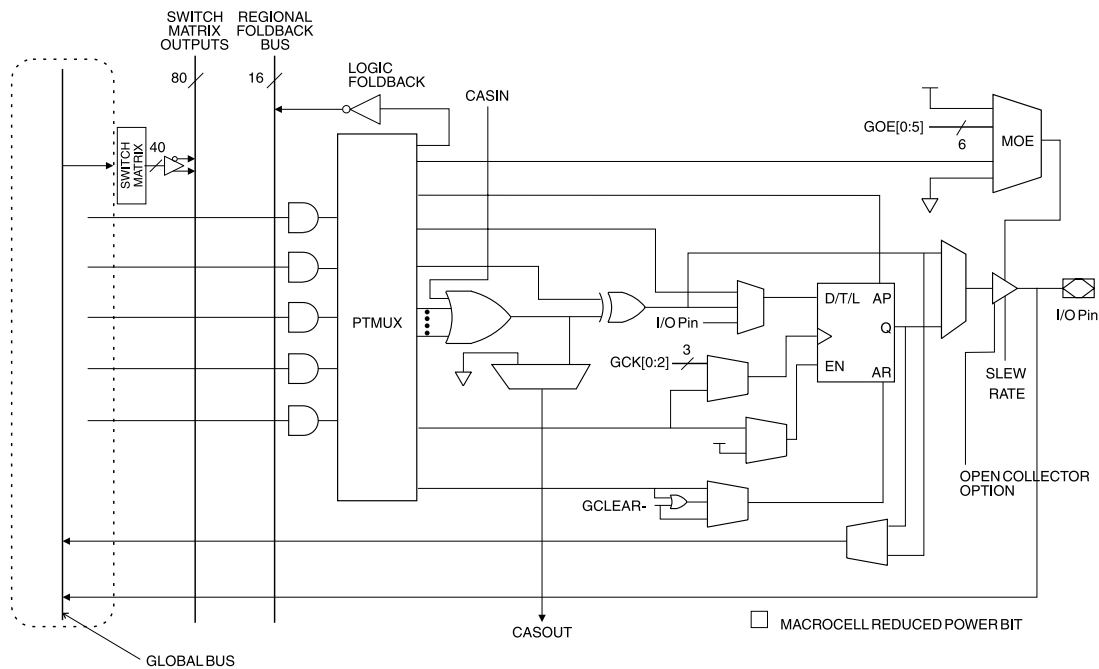 SWITCH
MATRIX
OUTPUTS
REGIONAL
FOLDBACK
BUS
80
16
LOGIC
FOLDBACK
CASIN
SWITCH
MATRIX
40
GOE[0:5]
6
MOE
PTMUX
I/O Pin
D/T/L
AP
Q
EN
AR
GCK[0:2]
3
I/O Pin
SLEW
RATE
OPEN COLLECTOR
OPTION
GCLEAR-
CASOUT
MACROCELL REDUCED POWER BIT
GLOBAL BUS